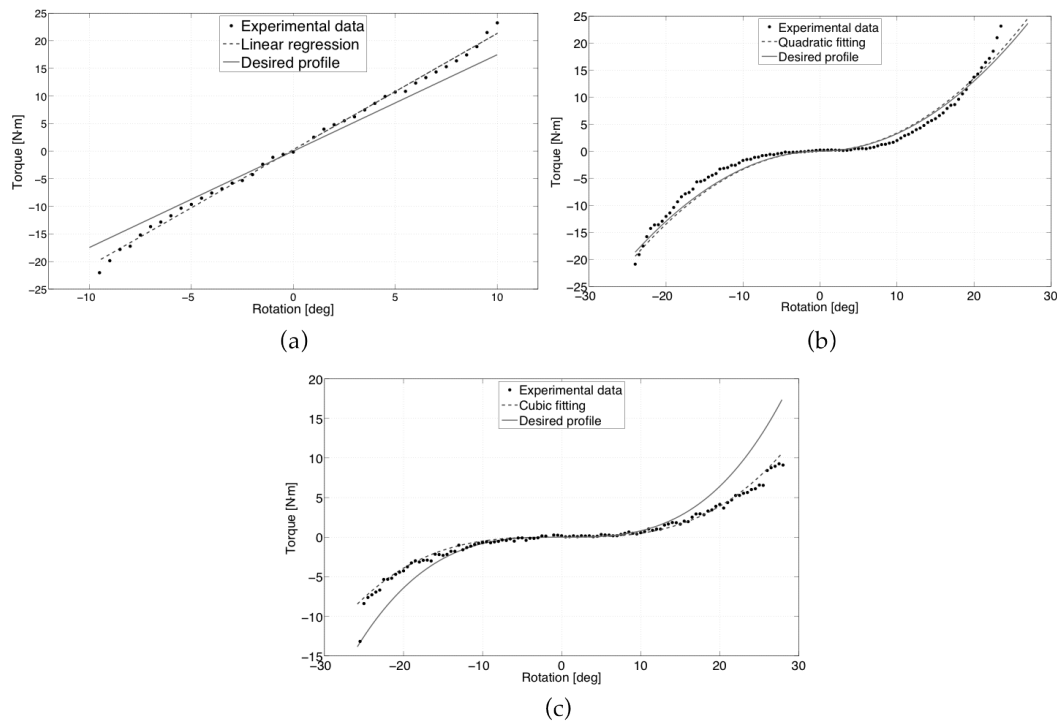 25
20
15
10
5
0
−5
−10
−15
−20
−25
Torque [N·m]
Experimental data
Linear regression
Desired profile
−10 −5 0 5 10
Rotation [deg]
(a)
25
20
15
10
5
0
−5
−10
−15
−20
−25
Torque [N·m]
Experimental data
Quadratic fitting
Desired profile
−30 −20 −10 0 10 20 30
Rotation [deg]
(b)
20
15
10
5
0
−5
−10
−15
Torque [N·m]
Experimental data
Cubic fitting
Desired profile
−30 −20 −10 0 10 20 30
Rotation [deg]
(c)